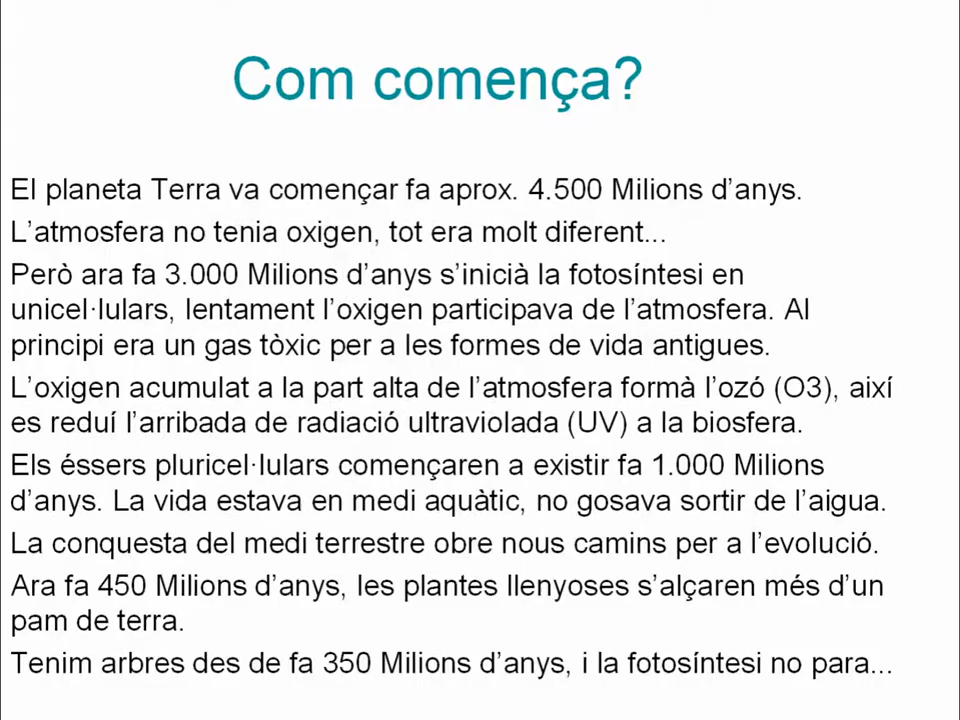 Com comença?
El planeta Terra va començar fa aprox. 4.500 Milions d’anys.
L’atmosfera no tenia oxigen, tot era molt diferent...
Però ara fa 3.000 Milions d’anys s’inicià la fotosíntesi en
unicel·lulars, lentament l’oxigen participava de l’atmosfera. Al
principi era un gas tòxic per a les formes de vida antigues.
L’oxigen acumulat a la part alta de l’atmosfera formà l’ozó (O3), així
es reduí l’arribada de radiació ultraviolada (UV) a la biosfera.
Els éssers pluricel·lulars començaren a existir fa 1.000 Milions
d’anys. La vida estava en medi aquàtic, no gosava sortir de l’aigua.
La conquesta del medi terrestre obre nous camins per a l’evolució.
Ara fa 450 Milions d’anys, les plantes llenyoses s’alçaren més d’un
pam de terra.
Tenim arbres des de fa 350 Milions d’anys, i la fotosíntesi no para...